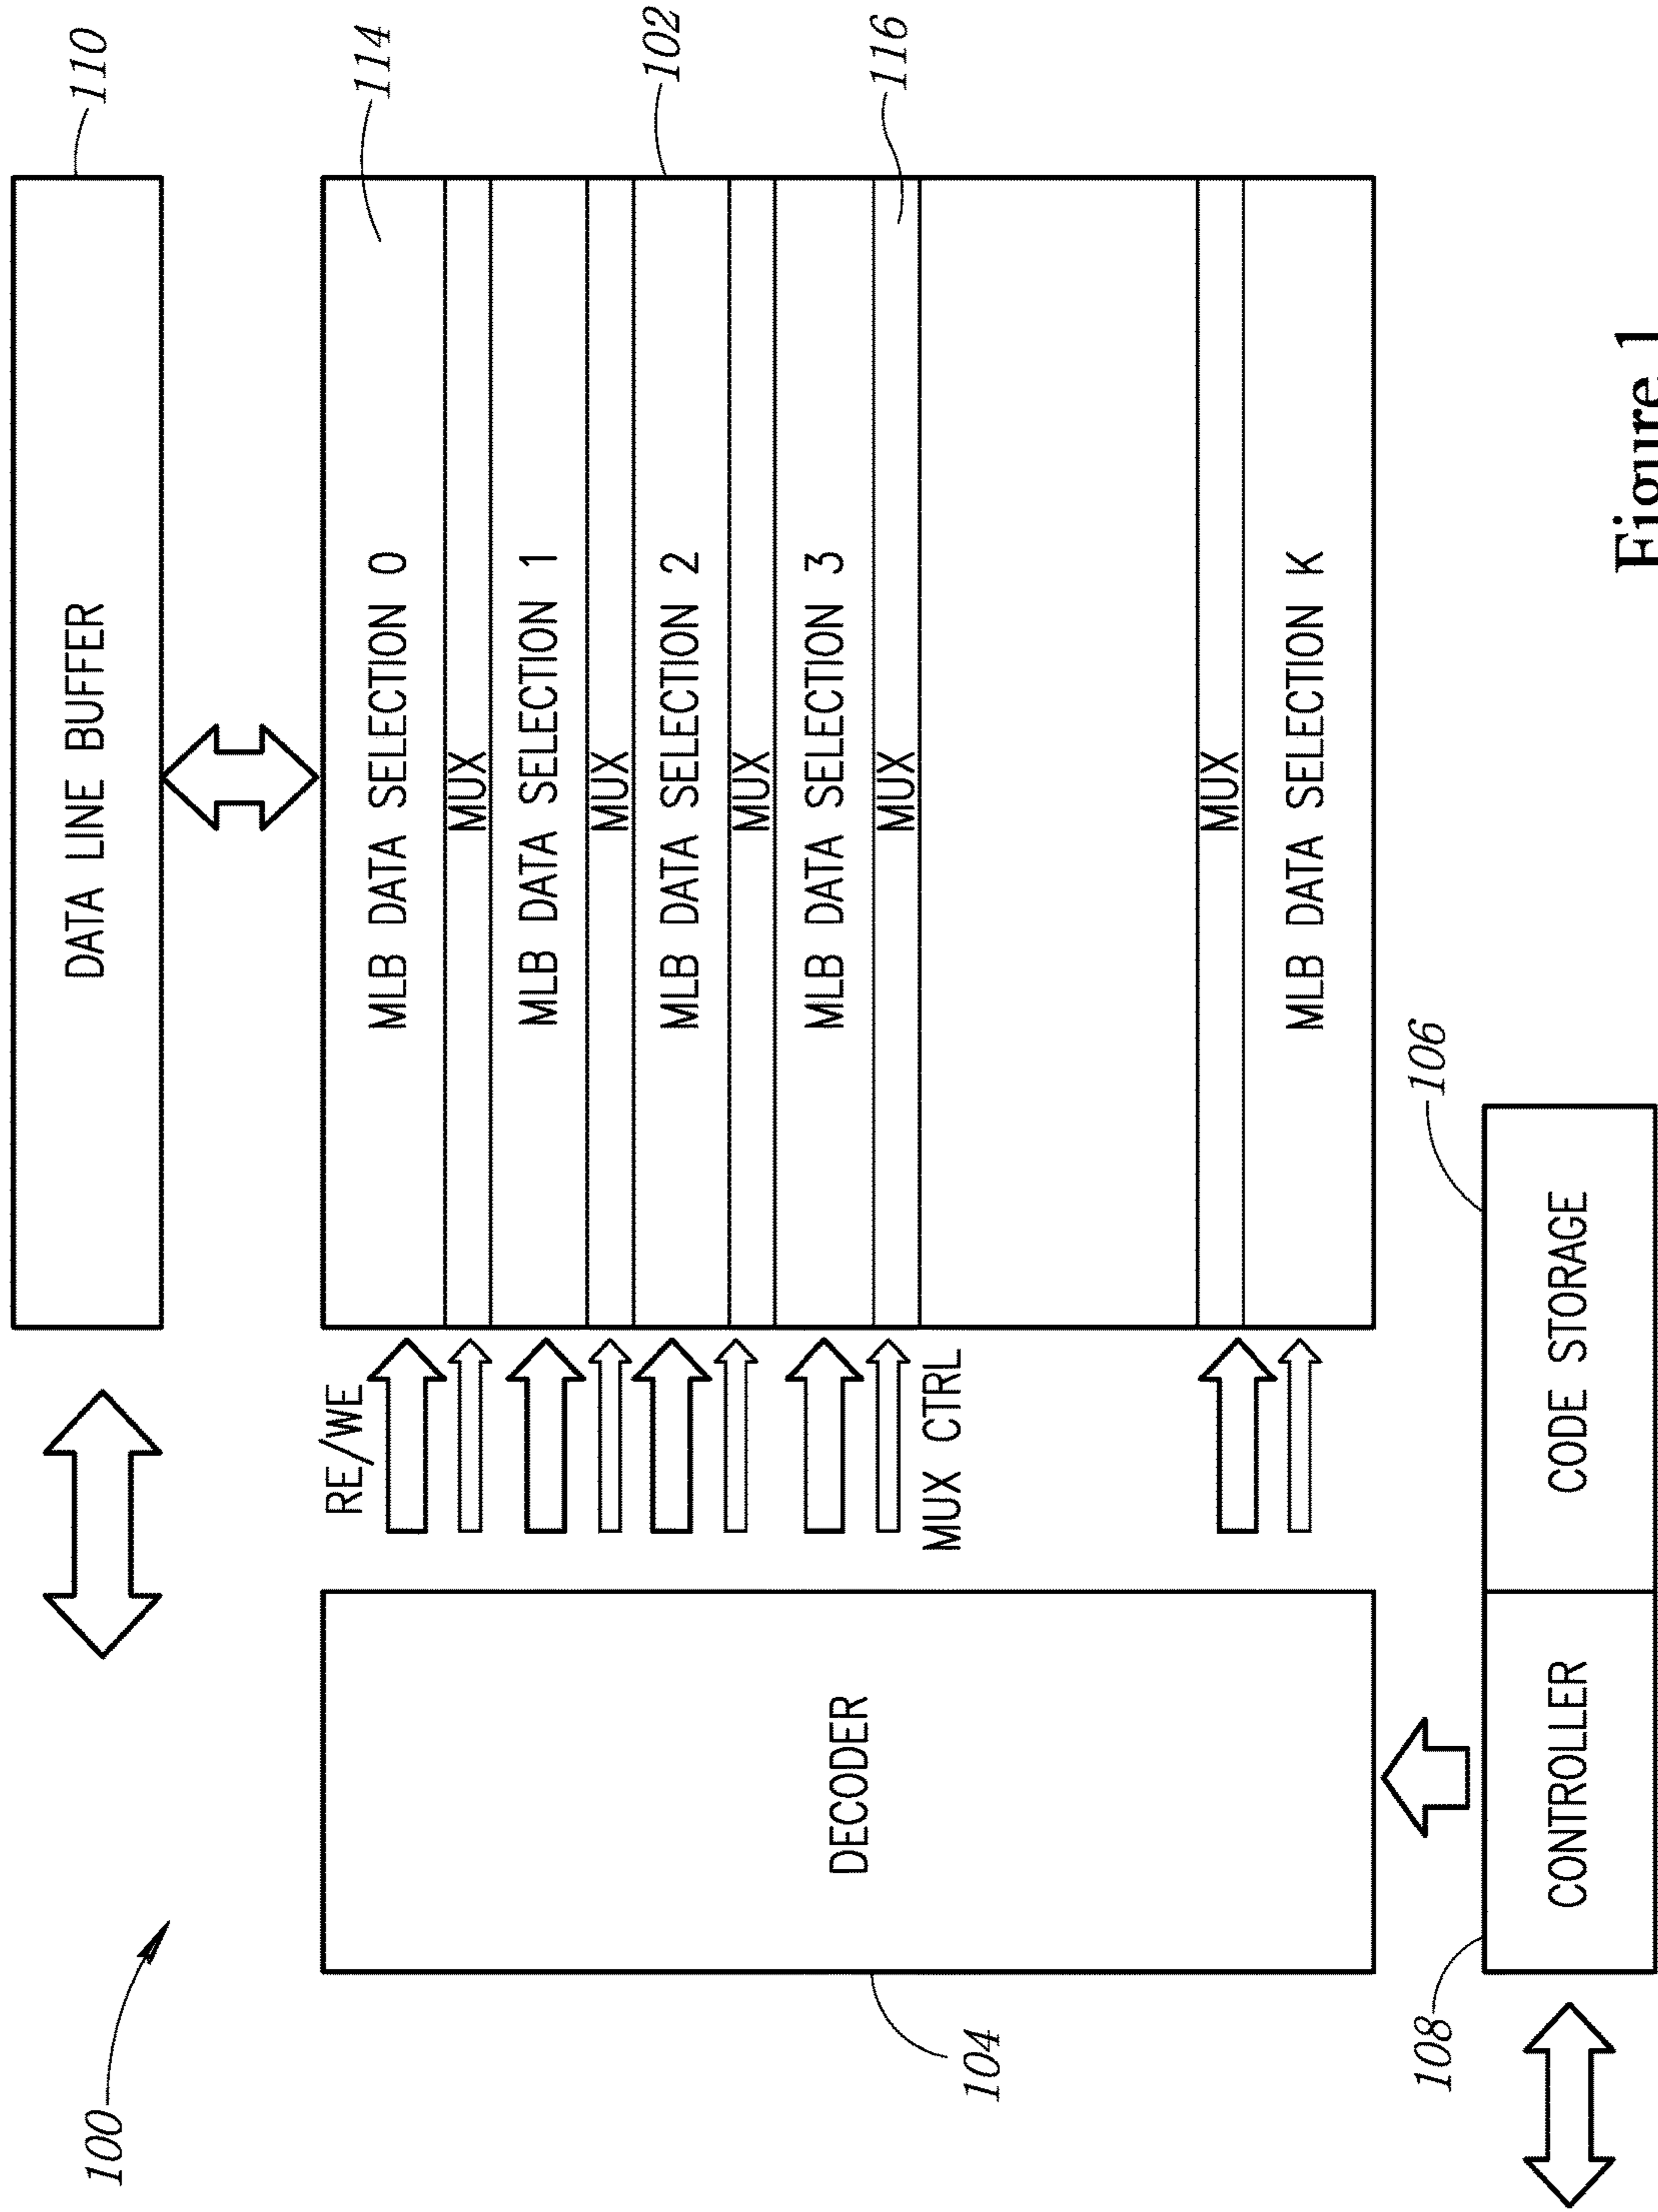 100
110
DATA LINE BUFFER
114
RE/WE
MLB DATA SELECTION 0
MUX
MLB DATA SELECTION 1
MUX
102
MLB DATA SELECTION 2
MUX
MLB DATA SELECTION 3
116
MUX
MUX CTRL
MUX
MLB DATA SELECTION K
DECODER
104
106
108
CONTROLLER
CODE STORAGE
Figure 1